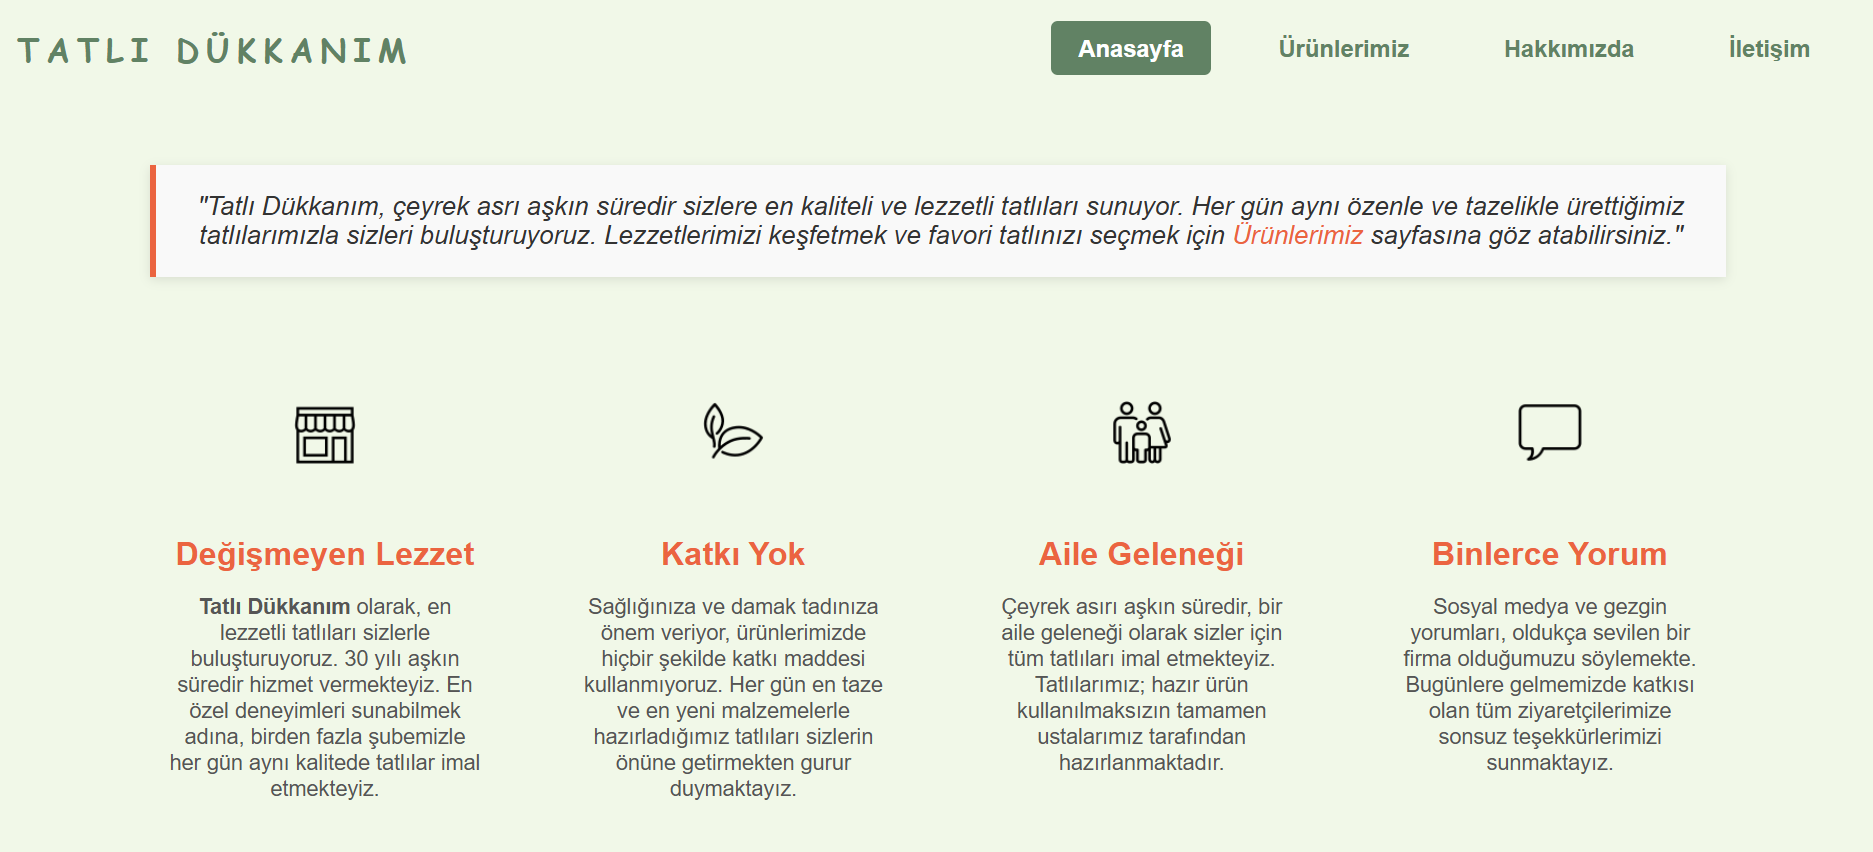 TATLI DÜKKANIM
Anasayfa
Ürünlerimiz
Hakkımızda
İletişim
"Tatlı Dükkanım, çeyrek asrı aşkın süredir sizlere en kaliteli ve lezzetli tatlıları sunuyor. Her gün aynı özenle ve tazelikle ürettiğimiz
tatlılarımızla sizleri buluşturuyoruz. Lezzetlerimizi keşfetmek ve favori tatlınızı seçmek için Ürünlerimiz sayfasına göz atabilirsiniz."
Değişmeyen Lezzet
Tatlı Dükkanım olarak, en
lezzetli tatlıları sizlerle
buluşturuyoruz. 30 yılı aşkın
süredir hizmet vermekteyiz. En
özel deneyimleri sunabilmek
adına, birden fazla şubemizle
her gün aynı kalitede tatlılar imal
etmekteyiz.
Katkı Yok
Sağlığınıza ve damak tadınıza
önem veriyor, ürünlerimizde
hiçbir şekilde katkı maddesi
kullanmıyoruz. Her gün en taze
ve en yeni malzemelerle
hazırladığımız tatlıları sizlerin
önüne getirmekten gurur
duymaktayız.
Aile Geleneği
Çeyrek asırı aşkın süredir, bir
aile geleneği olarak sizler için
tüm tatlıları imal etmekteyiz.
Tatlılarımız; hazır ürün
kullanılmaksızın tamamen
ustalarımız tarafından
hazırlanmaktadır.
Binlerce Yorum
Sosyal medya ve gezgin
yorumları, oldukça sevilen bir
firma olduğumuzu söylemekte.
Bugünlere gelmemizde katkısı
olan tüm ziyaretçilerimize
sonsuz teşekkürlerimizi
sunmaktayız.